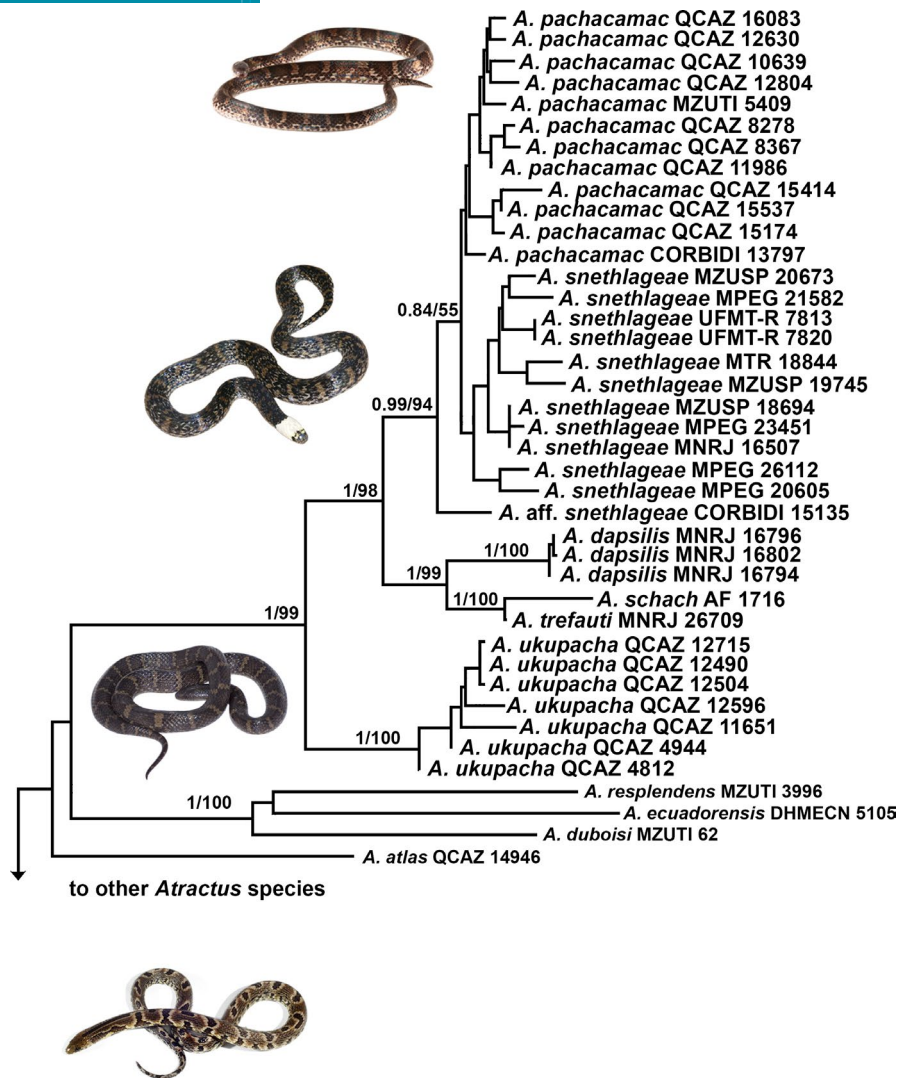 A. pachacamac QCAZ 16083
A. pachacamac QCAZ 12630
A. pachacamac QCAZ 10639
A. pachacamac QCAZ 12804
A. pachacamac MZUTI 5409
A. pachacamac QCAZ 8278
A. pachacamac QCAZ 8367
A. pachacamac QCAZ 11986
A. pachacamac QCAZ 15414
A. pachacamac QCAZ 15537
A. pachacamac QCAZ 15174
A. pachacamac CORBIDI 13797
A. snethlageae MZUSP 20673
A. snethlageae MPEG 21582
0.84/55
A. snethlageae UFMT-R 7813
A. snethlageae UFMT-R 7820
A. snethlageae MTR 18844
A. snethlageae MZUSP 19745
0.99/94
A. snethlageae MZUSP 18694
A. snethlageae MPEG 23451
A. snethlageae MNRJ 16507
A. snethlageae MPEG 26112
1/98
A. snethlageae MPEG 20605
A. aff. snethlageae CORBIDI 15135
A. dapsilis MNRJ 16796
1/100
A. dapsilis MNRJ 16802
1/99
A. dapsilis MNRJ 16794
1/100
A. schach AF 1716
1/99
A. trefauti MNRJ 26709
A. ukupacha QCAZ 12715
A. ukupacha QCAZ 12490
A. ukupacha QCAZ 12504
A. ukupacha QCAZ 12596
A. ukupacha QCAZ 11651
1/100
A. ukupacha QCAZ 4944
A. ukupacha QCAZ 4812
A. resplendens MZUTI 3996
1/100
A. ecuadorensis DHMECN 5105
A. duboisi MZUTI 62
A. atlas QCAZ 14946
to other Atractus species